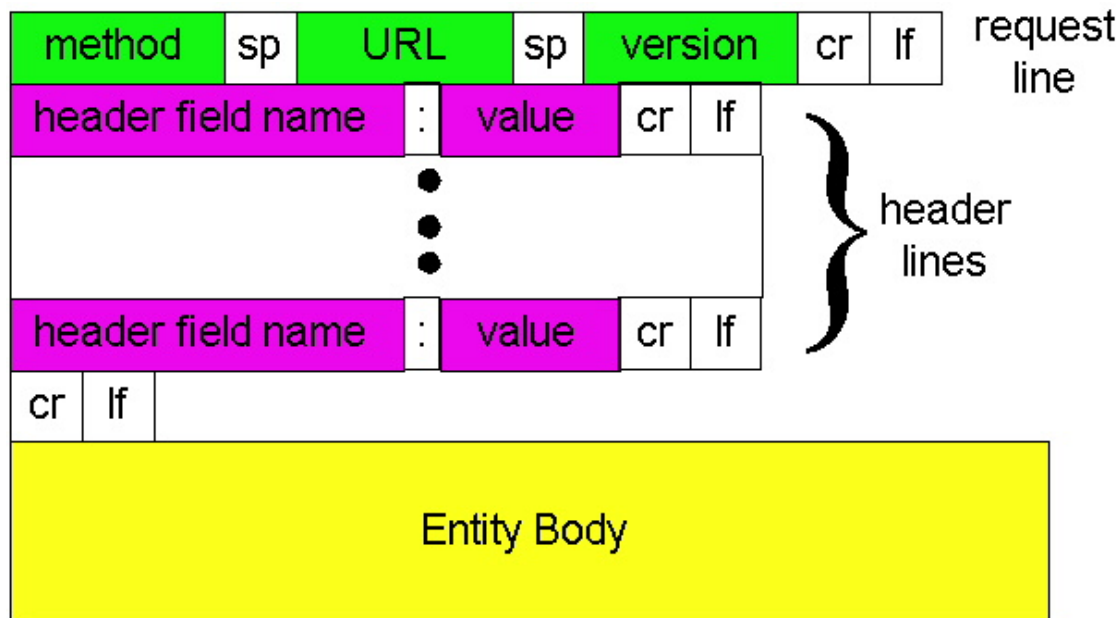 method sp URL sp version cr lf
request line
header field name : value cr lf
header lines
header field name : value cr lf
cr lf
Entity Body